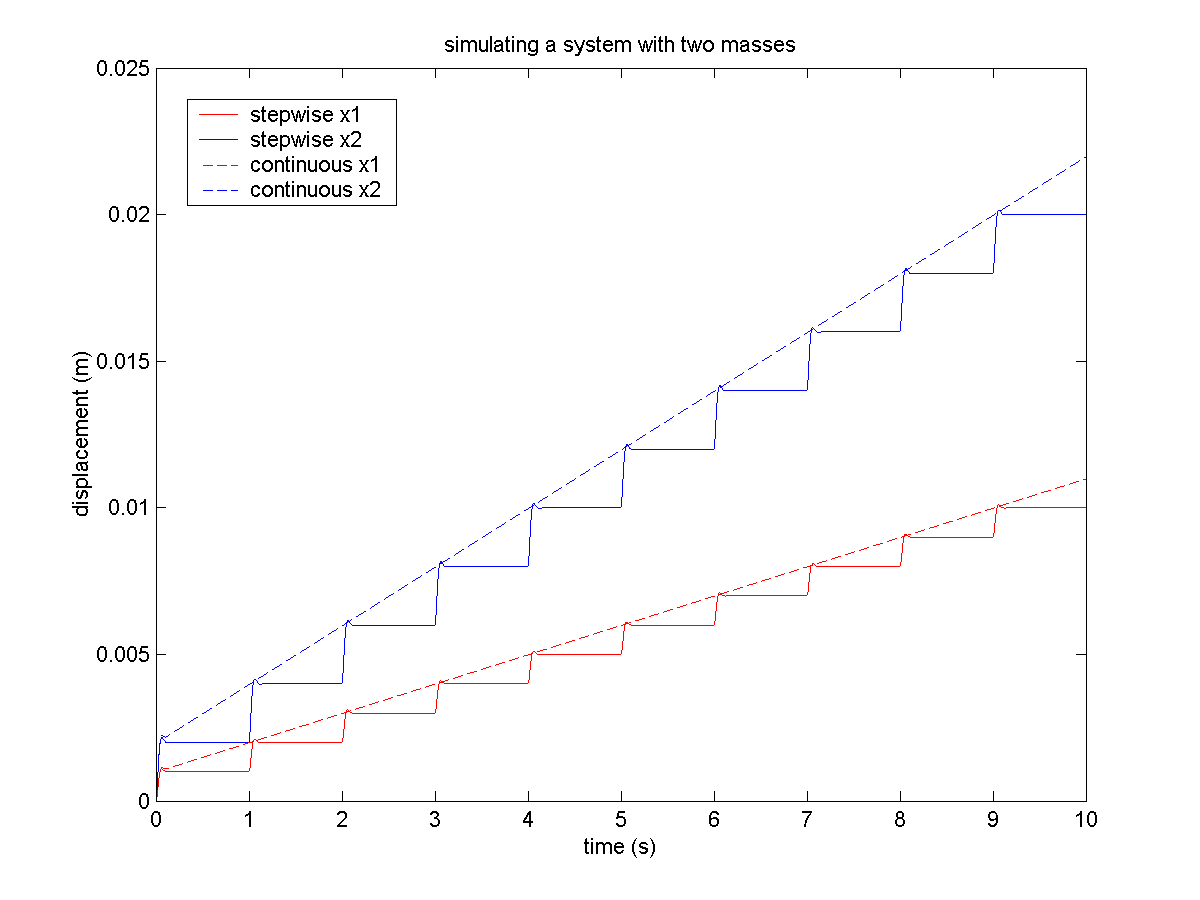 simulating a system with two masses
0.025
0.02
0.015
0.01
0.005
0
stepwise x1
stepwise x2
continuous x1
continuous x2
displacement (m)
0 1 2 3 4 5 6 7 8 9 10
time (s)